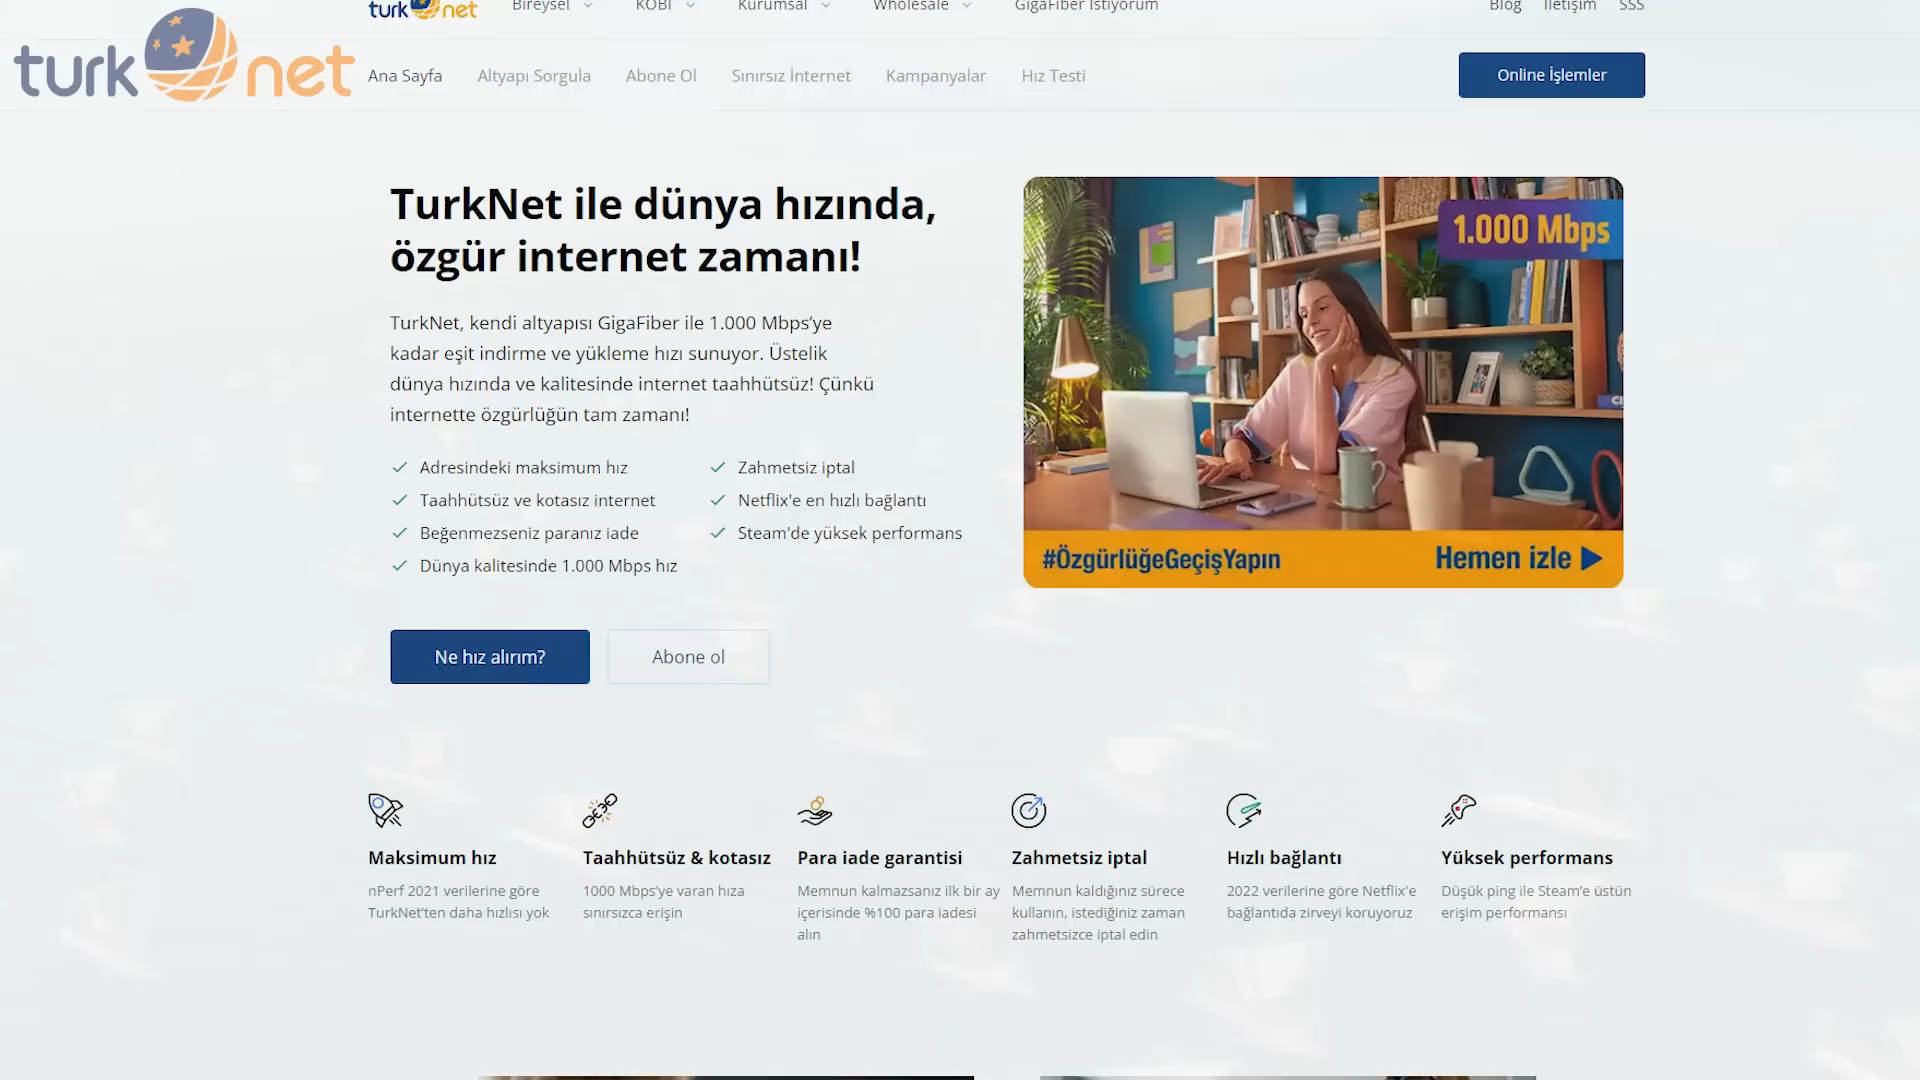 turk net
Bireysel
KOBİ
Kurumsal
Wholesale
GigaFiber İstiyorum
Blog
İletişim
SSS
turk net
Ana Sayfa
Altyapı Sorgula
Abone Ol
Sınırsız İnternet
Kampanyalar
Hız Testi
Online İşlemler
TurkNet ile dünya hızında,
özgür internet zamanı!
TurkNet, kendi altyapısı GigaFiber ile 1.000 Mbps’ye
kadar eşit indirme ve yükleme hızı sunuyor. Üstelik
dünya hızında ve kalitesinde internet taahhütsüz! Çünkü
internette özgürlüğün tam zamanı!
Adresindeki maksimum hız
Taahhütsüz ve kotasız internet
Beğenmezseniz paranız iade
Dünya kalitesinde 1.000 Mbps hız
Zahmetsiz iptal
Netflix'e en hızlı bağlantı
Steam'de yüksek performans
Ne hız alırım?
Abone ol
1.000 Mbps
#ÖzgürlüğeGeçişYapın
Hemen izle
Maksimum hız
nPerf 2021 verilerine göre
TurkNet'ten daha hızlısı yok
Taahhütsüz & kotasız
1000 Mbps'ye varan hıza
sınırsızca erişin
Para iade garantisi
Memnun kalmazsanız ilk bir ay
içerisinde %100 para iadesi
alın
Zahmetsiz iptal
Memnun kaldığınız sürece
kullanın, istediğiniz zaman
zahmetsizce iptal edin
Hızlı bağlantı
2022 verilerine göre Netflix'e
bağlantıda zirveyi koruyoruz
Yüksek performans
Düşük ping ile Steam’e üstün
erişim performansı